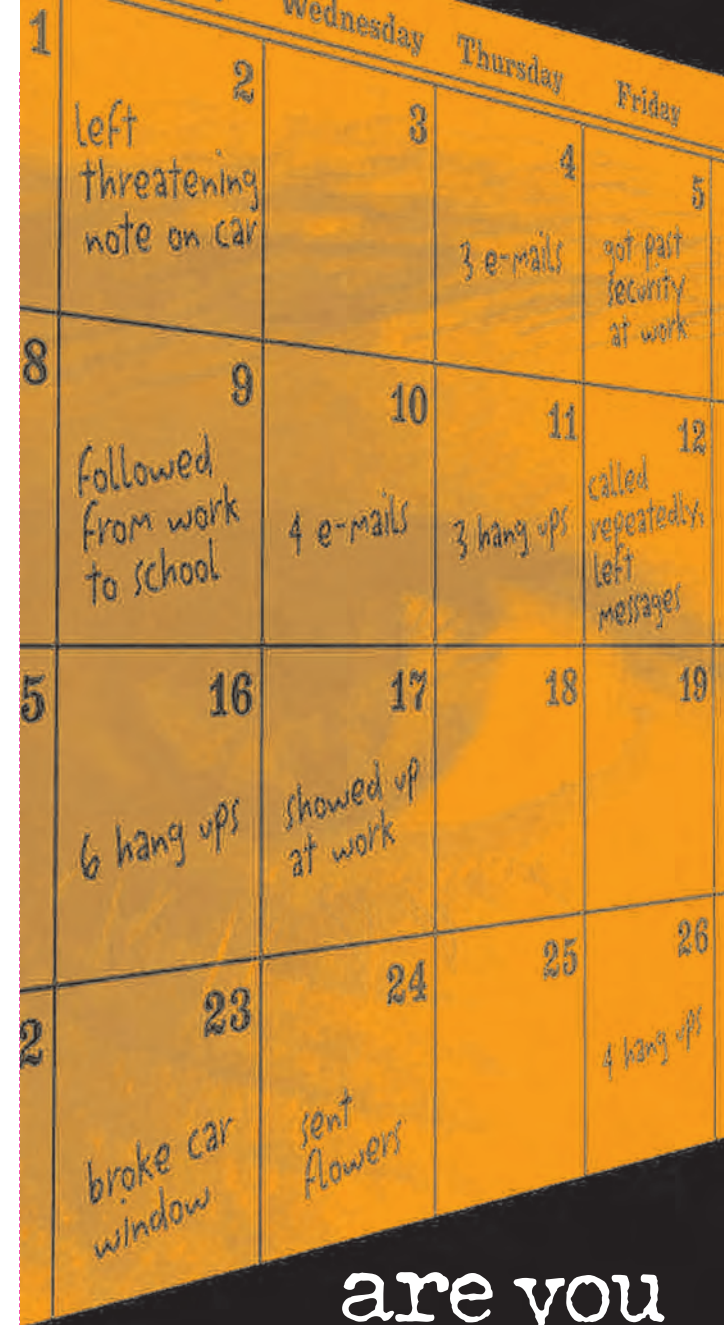 Wednesday Thursday Friday
1
2
left
threatening
note on car
3
4
3 e-mails
5
got past
security
at work
8
9
followed
from work
to school
10
4 e-mails
11
3 hang ups
12
called
repeatedly,
left
messages
5
16
6 hang ups
17
showed up
at work
18
19
2
23
broke car
window
24
sent
flowers
25
26
4 hang ups
are you